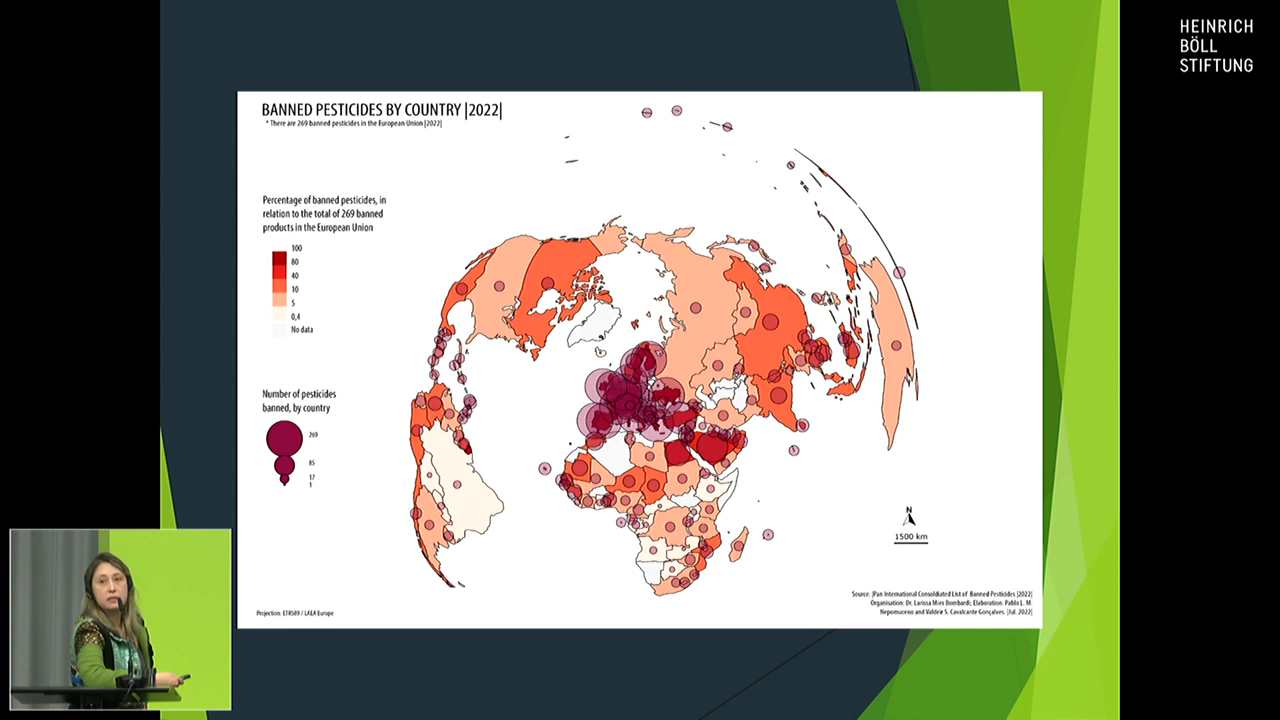 HEINRICH
BÖLL
STIFTUNG
BANNED PESTICIDES BY COUNTRY |2022|
* There are 269 banned pesticides in the European Union |2022|
Percentage of banned pesticides, in
relation to the total of 269 banned
products in the European Union
100
80
40
10
5
0,4
No data
Number of pesticides
banned, by country
269
85
17
1
N
1500 km
Projection: ETRS89 / LAEA Europe
Source: |Pan International Consolidated List of Banned Pesticides |2022|
Organisation: Dr. Larissa Mies Bombardi; Elaboration: Pablo L. M.
Nepomuceno and Valdeir S. Cavalcante Gonçalves. |Jul. 2022|